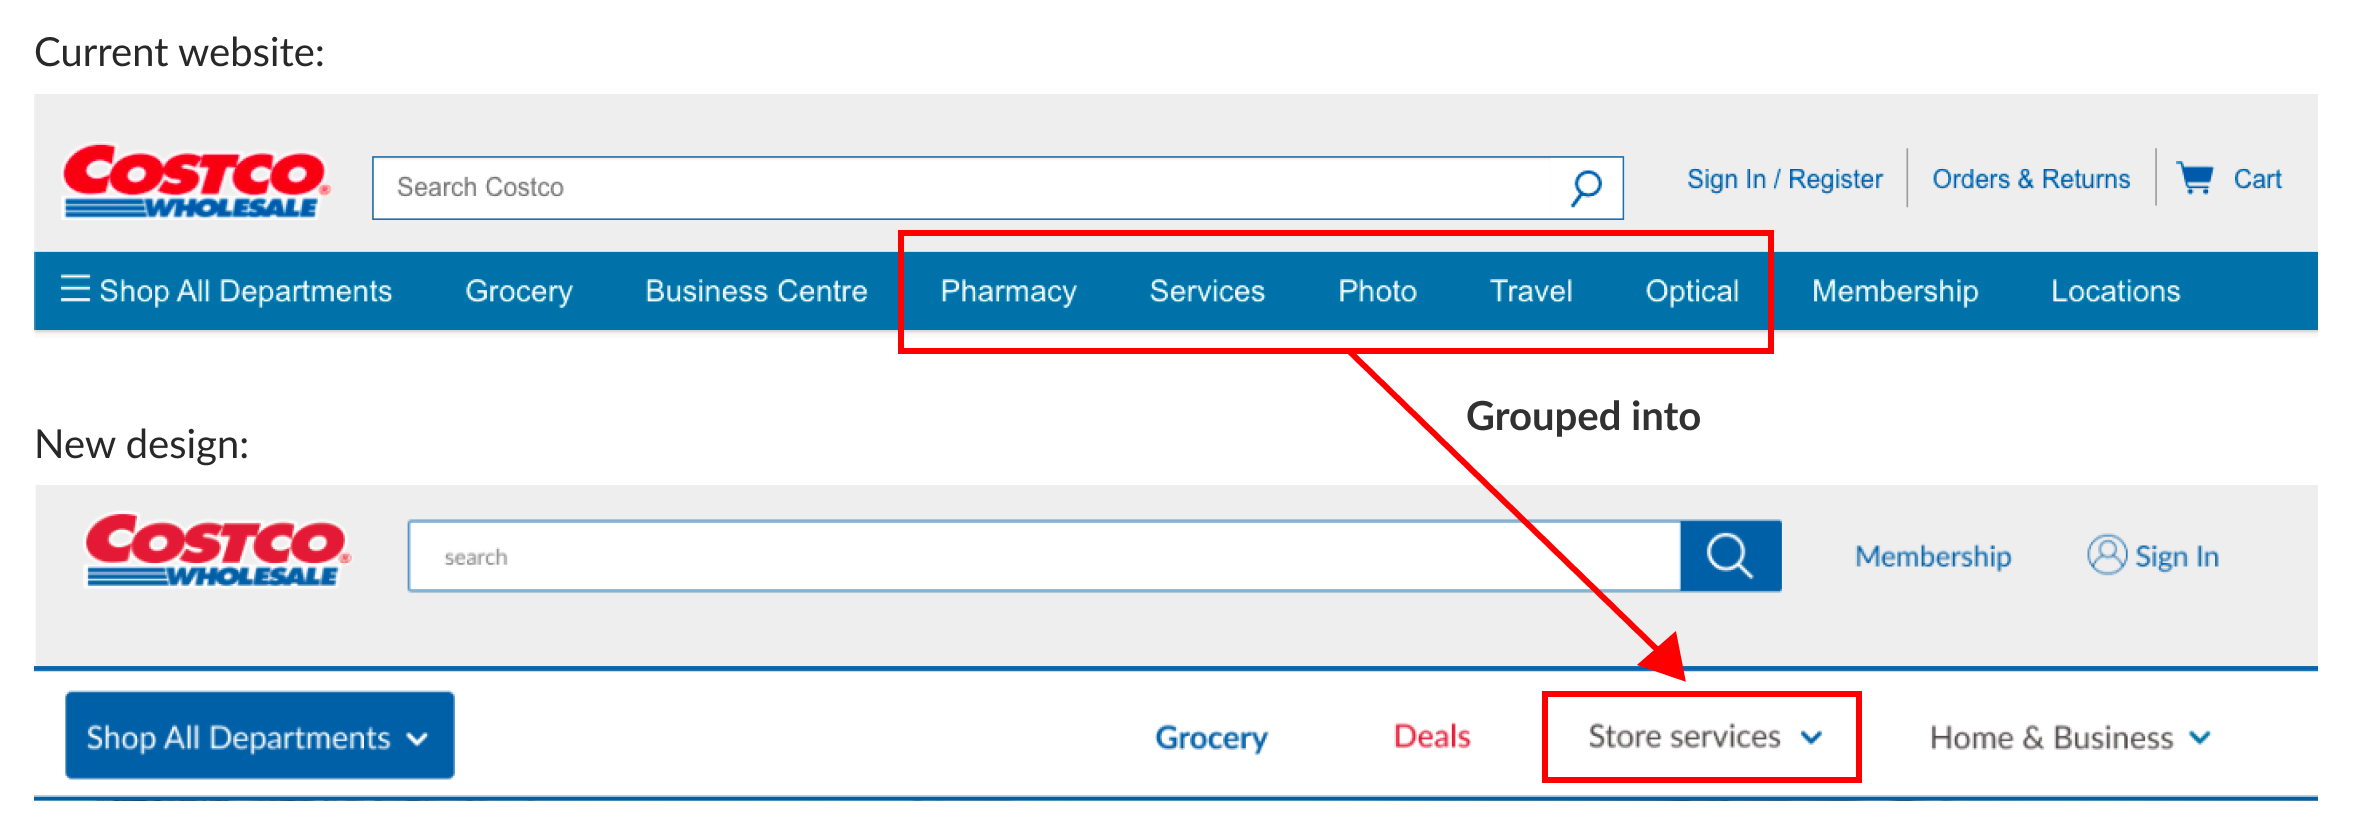 Current website:
COSTCO WHOLESALE
Search Costco
Sign In / Register
Orders & Returns
Cart
Shop All Departments
Grocery
Business Centre
Pharmacy
Services
Photo
Travel
Optical
Membership
Locations
Grouped into
New design:
COSTCO WHOLESALE
search
Membership
Sign In
Shop All Departments
Grocery
Deals
Store services
Home & Business